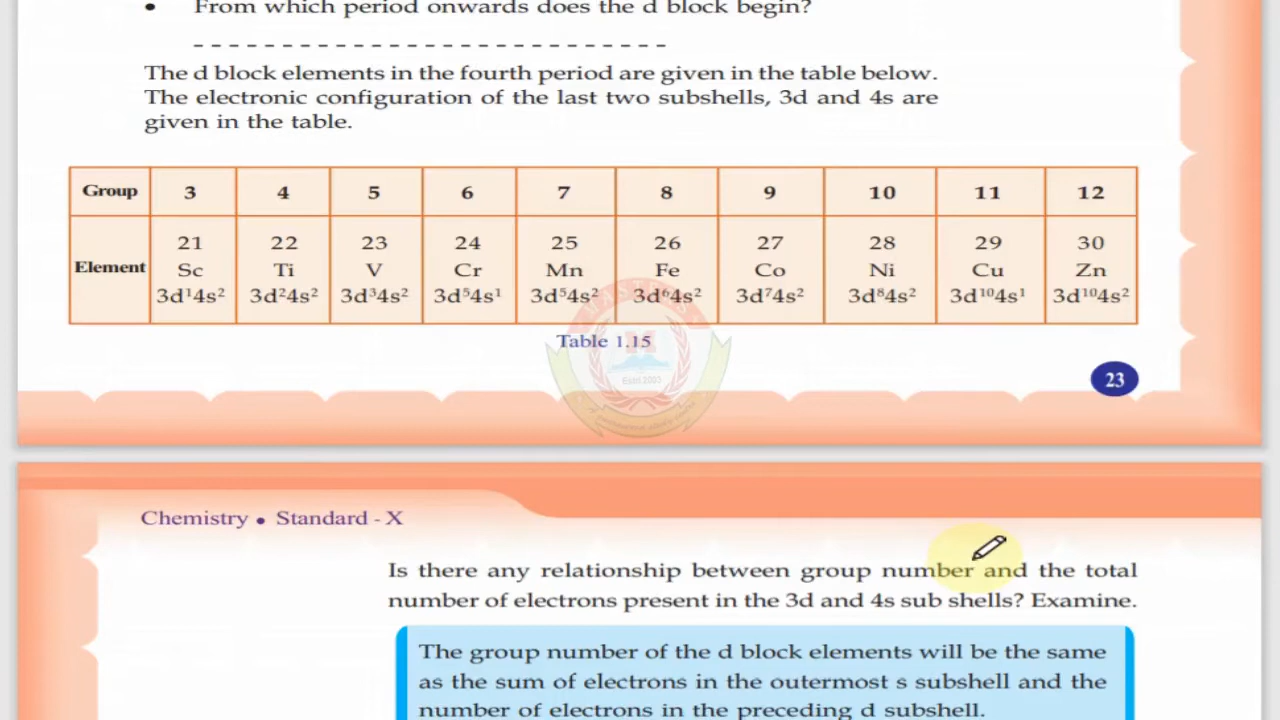 • From which period onwards does the d block begin?
The d block elements in the fourth period are given in the table below.
The electronic configuration of the last two subshells, 3d and 4s are
given in the table.
Group 3 4 5 6 7 8 9 10 11 12
Element
21 22 23 24 25 26 27 28 29 30
Sc Ti V Cr Mn Fe Co Ni Cu Zn
3d¹4s² 3d²4s² 3d³4s² 3d⁵4s¹ 3d⁵4s² 3d⁶4s² 3d⁷4s² 3d⁸4s² 3d¹⁰4s¹ 3d¹⁰4s²
Table 1.15
Estd 2003
23
Chemistry • Standard - X
Is there any relationship between group number and the total
number of electrons present in the 3d and 4s sub shells? Examine.
The group number of the d block elements will be the same
as the sum of electrons in the outermost s subshell and the
number of electrons in the preceding d subshell.